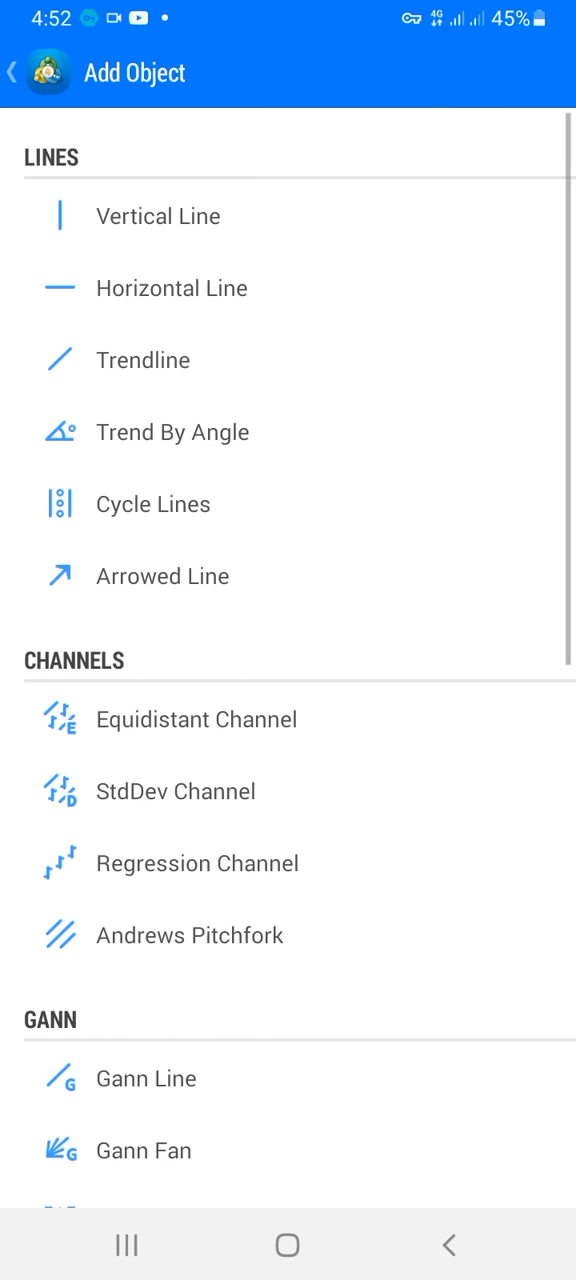 4:52
4G
45%
Add Object
LINES
Vertical Line
Horizontal Line
Trendline
Trend By Angle
Cycle Lines
Arrowed Line
CHANNELS
E
Equidistant Channel
D
StdDev Channel
Regression Channel
Andrews Pitchfork
GANN
G
Gann Line
G
Gann Fan